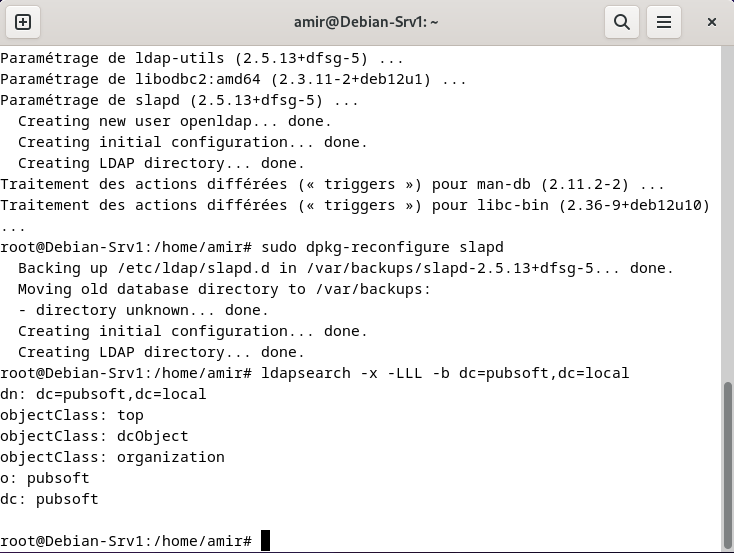 amir@Debian-Srv1: ~
Paramétrage de ldap-utils (2.5.13+dfsg-5) ...
Paramétrage de libodbc2:amd64 (2.3.11-2+deb12u1) ...
Paramétrage de slapd (2.5.13+dfsg-5) ...
  Creating new user openldap... done.
  Creating initial configuration... done.
  Creating LDAP directory... done.
Traitement des actions différées (« triggers ») pour man-db (2.11.2-2) ...
Traitement des actions différées (« triggers ») pour libc-bin (2.36-9+deb12u10)
...
root@Debian-Srv1:/home/amir# sudo dpkg-reconfigure slapd
  Backing up /etc/ldap/slapd.d in /var/backups/slapd-2.5.13+dfsg-5... done.
  Moving old database directory to /var/backups:
  - directory unknown... done.
  Creating initial configuration... done.
  Creating LDAP directory... done.
root@Debian-Srv1:/home/amir# ldapsearch -x -LLL -b dc=pubsoft,dc=local
dn: dc=pubsoft,dc=local
objectClass: top
objectClass: dcObject
objectClass: organization
o: pubsoft
dc: pubsoft

root@Debian-Srv1:/home/amir#